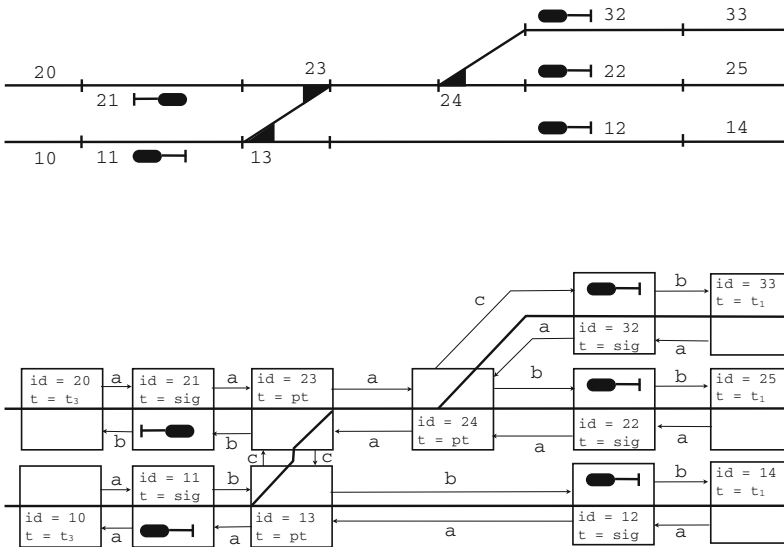 32 33
20 23
21 22 25
24
12 14
10 11 13
b id = 33
t = t₁
c
a id = 32
t = sig a
id = 20 a id = 21 a id = 23 a b b id = 25
t = t₃ t = sig t = pt t = t₁
id = 24 id = 22
b b t = pt a a t = sig a
c c
a id = 11 b b b id = 14
t = sig t = t₁
id = 10 id = 13 id = 12
t = t₃ a a t = pt a t = sig a